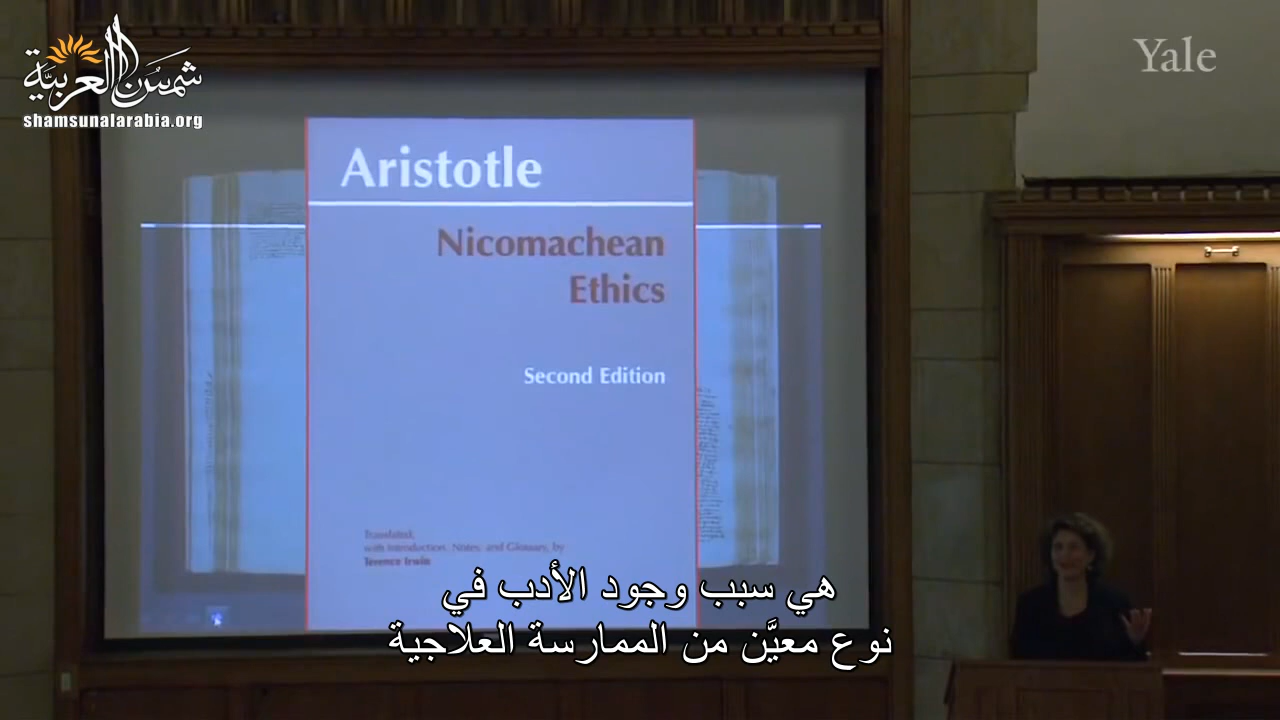 شمس العربية
shamsunalarabia.org
Yale
Aristotle
Nicomachean
Ethics
Second Edition
Translated,
with Introduction, Notes, and Glossary, by
Terence Irwin
هي سبب وجود الأدب في
نوع معيَّن من الممارسة العلاجية